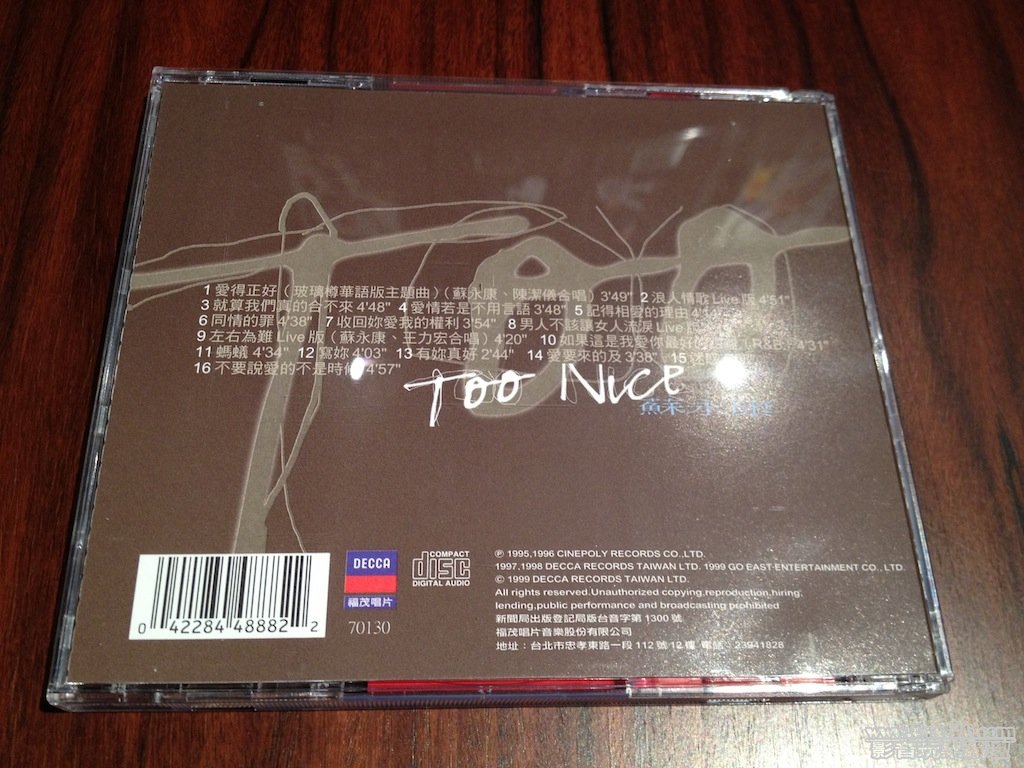 1 愛得正好（玻璃樽華語版主題曲）（蘇永康、陳潔儀合唱）3'49" 2 浪人情歌 Live 版 4'51"
3 就算我們真的合不來 4'48" 4 愛情若是不用言語 3'48" 5 記得相愛的理由
6 同情的罪 4'38" 7 收回妳愛我的權利 3'54" 8 男人不該讓女人流淚 Live
9 左右為難 Live 版（蘇永康、王力宏合唱）4'20" 10 如果這是我愛你最好的 R&B 4'31"
11 螞蟻 4'34" 12 寫妳 4'03" 13 有妳真好 2'44" 14 愛要來的及 3'38" 15
16 不要說愛的不是時候 4'57"
Too Nice
蘇永康
℗ 1995,1996 CINEPOLY RECORDS CO.,LTD.
1997,1998 DECCA RECORDS TAIWAN LTD. 1999 GO EAST ENTERTAINMENT CO., LTD.
© 1999 DECCA RECORDS TAIWAN LTD.
All rights reserved.Unauthorized copying,reproduction,hiring,
lending,public performance and broadcasting prohibited
新聞局出版登記局版台音字第 1300 號
福茂唱片音樂股份有限公司
地址：台北市忠孝東路一段 112 號 12 樓 電話：23941828
DECCA
福茂唱片
70130
COMPACT
disc
DIGITAL AUDIO
0 42284 48882 2
影音玩